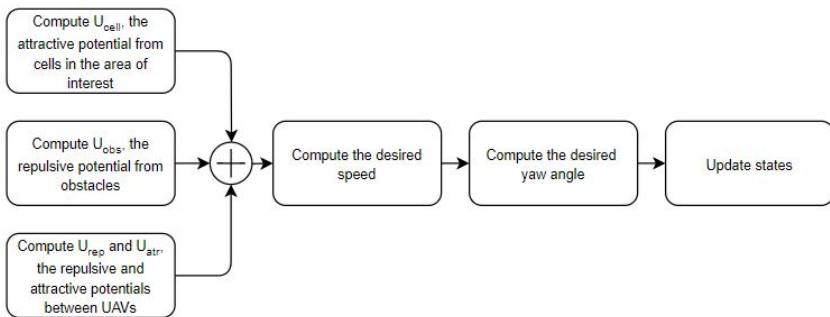 Compute U_cell, the
attractive potential from
cells in the area of
interest
Compute U_obs, the
repulsive potential from
obstacles
Compute U_rep and U_atr,
the repulsive and
attractive potentials
between UAVs
Compute the desired
speed
Compute the desired
yaw angle
Update states